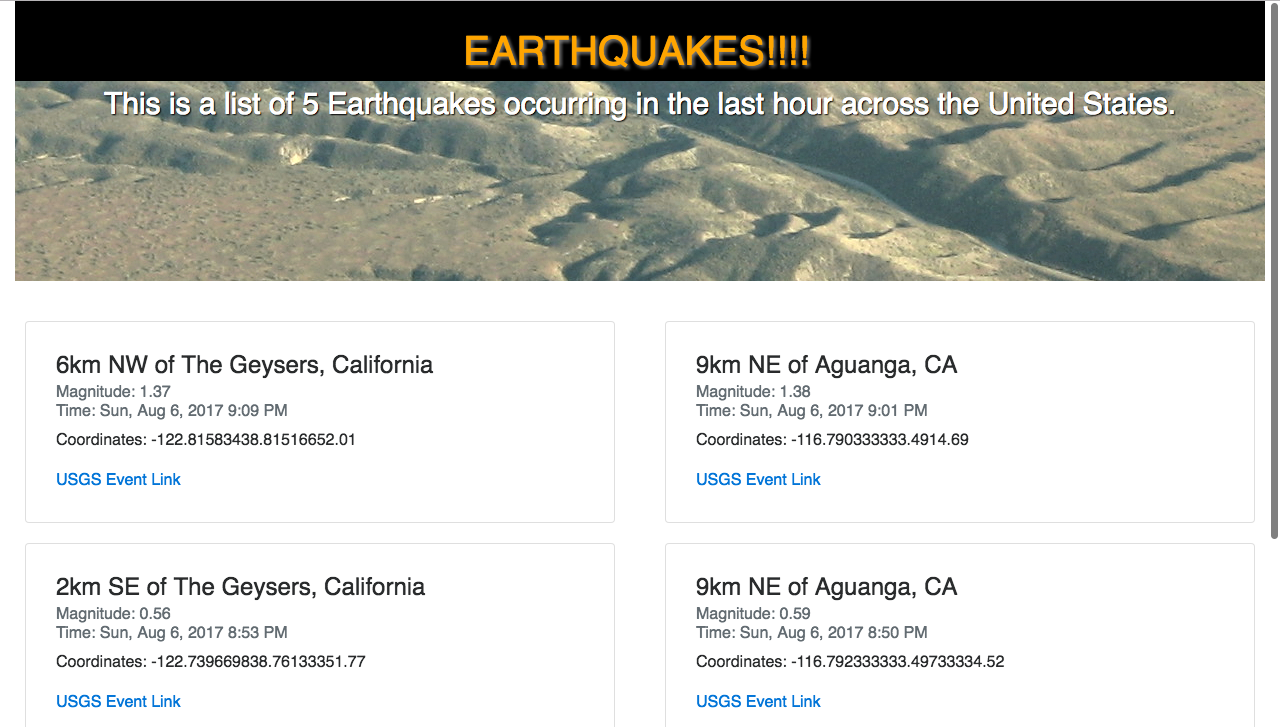 EARTHQUAKES!!!!
This is a list of 5 Earthquakes occurring in the last hour across the United States.
6km NW of The Geysers, California
Magnitude: 1.37
Time: Sun, Aug 6, 2017 9:09 PM
Coordinates: -122.81583438.81516652.01
USGS Event Link
9km NE of Aguanga, CA
Magnitude: 1.38
Time: Sun, Aug 6, 2017 9:01 PM
Coordinates: -116.790333333.4914.69
USGS Event Link
2km SE of The Geysers, California
Magnitude: 0.56
Time: Sun, Aug 6, 2017 8:53 PM
Coordinates: -122.739669838.76133351.77
USGS Event Link
9km NE of Aguanga, CA
Magnitude: 0.59
Time: Sun, Aug 6, 2017 8:50 PM
Coordinates: -116.792333333.49733334.52
USGS Event Link